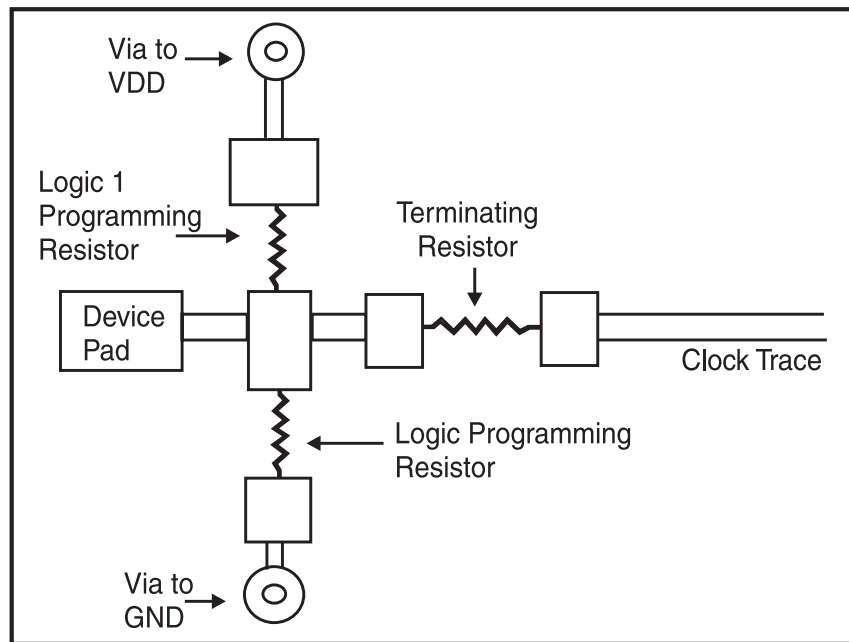 Via to
VDD
Logic 1
Programming
Resistor
Terminating
Resistor
Device
Pad
Clock Trace
Logic Programming
Resistor
Via to
GND